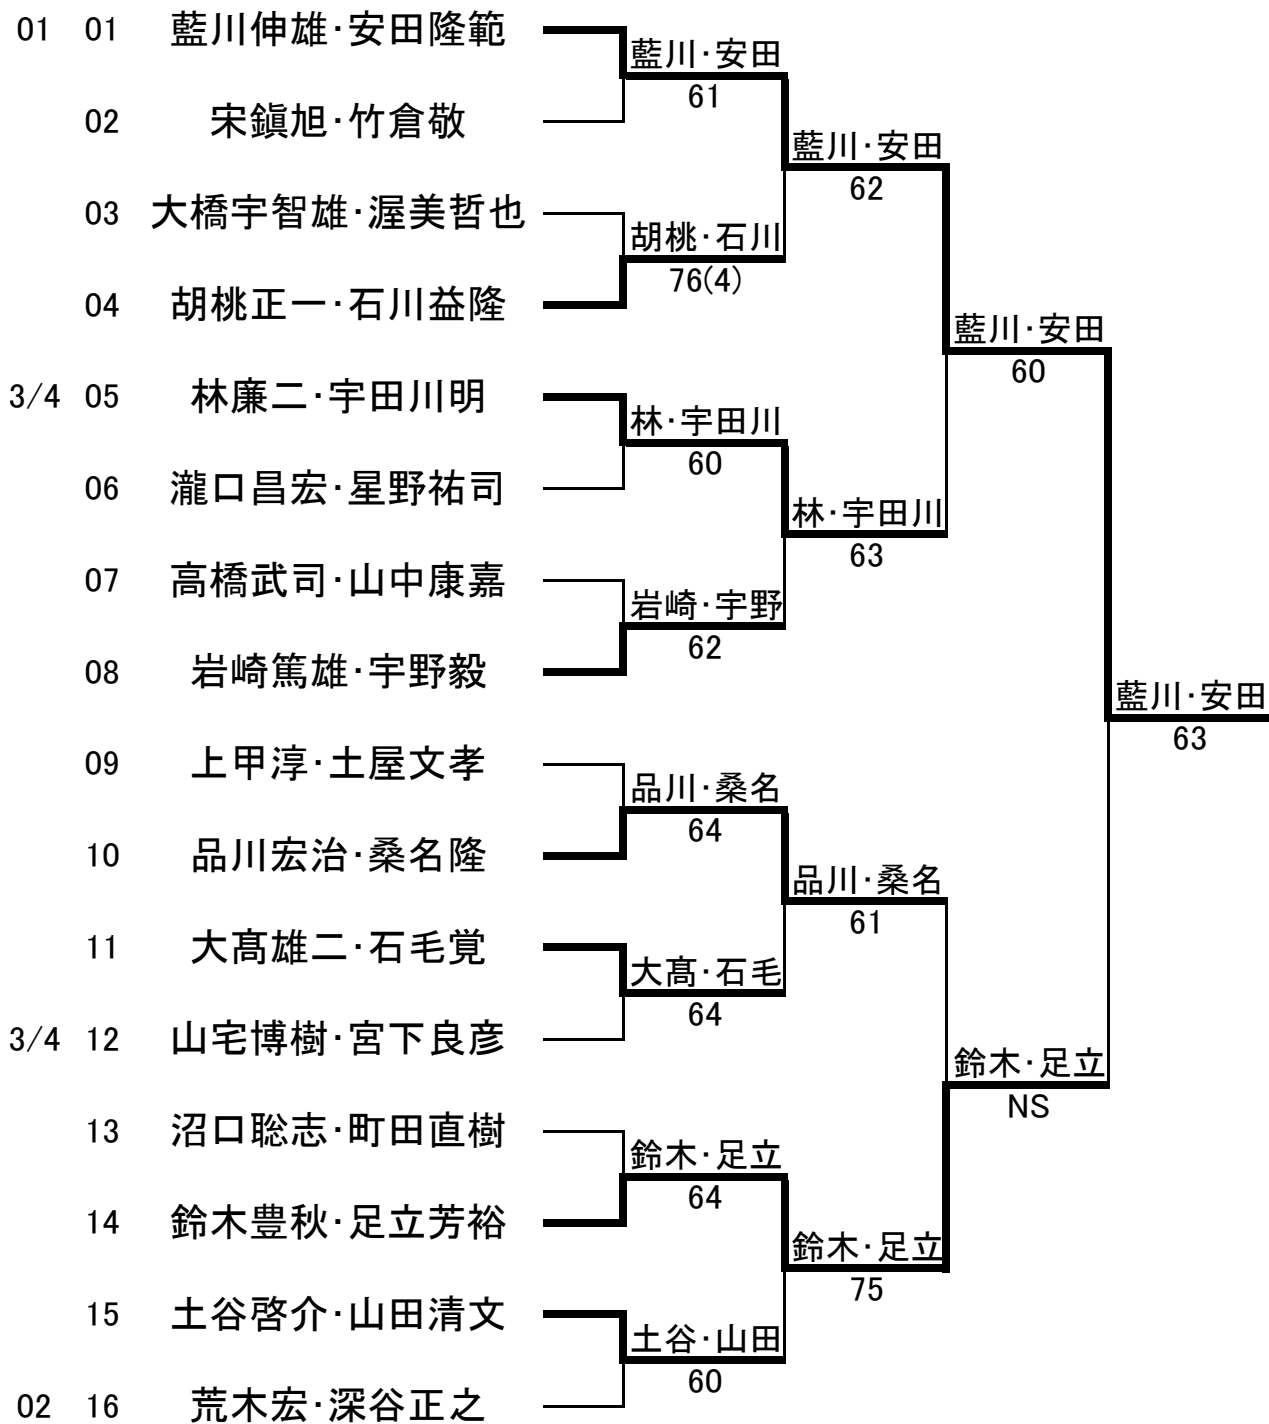 01 01 藍川伸雄・安田隆範
藍川・安田
61
02 宋鎭旭・竹倉敬
藍川・安田
62
03 大橋宇智雄・渥美哲也
胡桃・石川
76(4)
04 胡桃正一・石川益隆
藍川・安田
60
3/4 05 林廉二・宇田川明
林・宇田川
60
06 瀧口昌宏・星野祐司
林・宇田川
63
07 高橋武司・山中康嘉
岩崎・宇野
62
08 岩崎篤雄・宇野毅
藍川・安田
63
09 上甲淳・土屋文孝
品川・桑名
64
10 品川宏治・桑名隆
品川・桑名
61
11 大髙雄二・石毛覚
大髙・石毛
64
3/4 12 山宅博樹・宮下良彦
鈴木・足立
NS
13 沼口聡志・町田直樹
鈴木・足立
64
14 鈴木豊秋・足立芳裕
鈴木・足立
75
15 土谷啓介・山田清文
土谷・山田
60
02 16 荒木宏・深谷正之